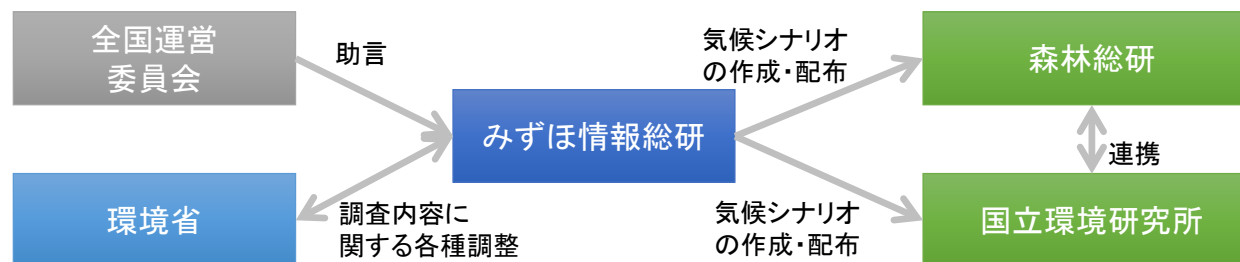 全国運営
委員会
助言
気候シナリオ
の作成・配布
森林総研
みずほ情報総研
連携
環境省
調査内容に
関する各種調整
気候シナリオ
の作成・配布
国立環境研究所